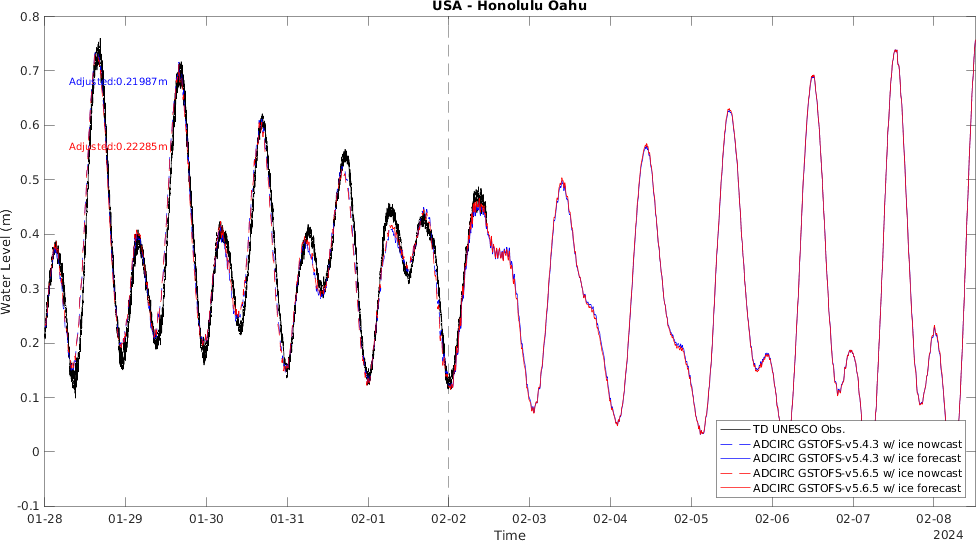 USA - Honolulu Oahu
0.8
0.7
0.6
0.5
0.4
0.3
0.2
0.1
0
-0.1
Water Level (m)
Adjusted:0.21987m
Adjusted:0.22285m
TD UNESCO Obs.
ADCIRC GSTOFS-v5.4.3 w/ ice nowcast
ADCIRC GSTOFS-v5.4.3 w/ ice forecast
ADCIRC GSTOFS-v5.6.5 w/ ice nowcast
ADCIRC GSTOFS-v5.6.5 w/ ice forecast
01-28 01-29 01-30 01-31 02-01 02-02 02-03 02-04 02-05 02-06 02-07 02-08
Time
2024